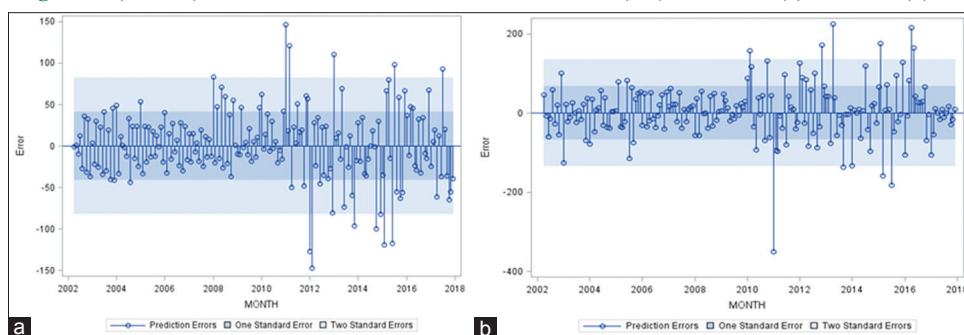 150
100
50
0
-50
-100
-150
Error
2002 2004 2006 2008 2010 2012 2014 2016 2018
MONTH
Prediction Errors One Standard Error Two Standard Errors
a
200
0
-200
-400
Error
2002 2004 2006 2008 2010 2012 2014 2016 2018
MONTH
Prediction Errors One Standard Error Two Standard Errors
b